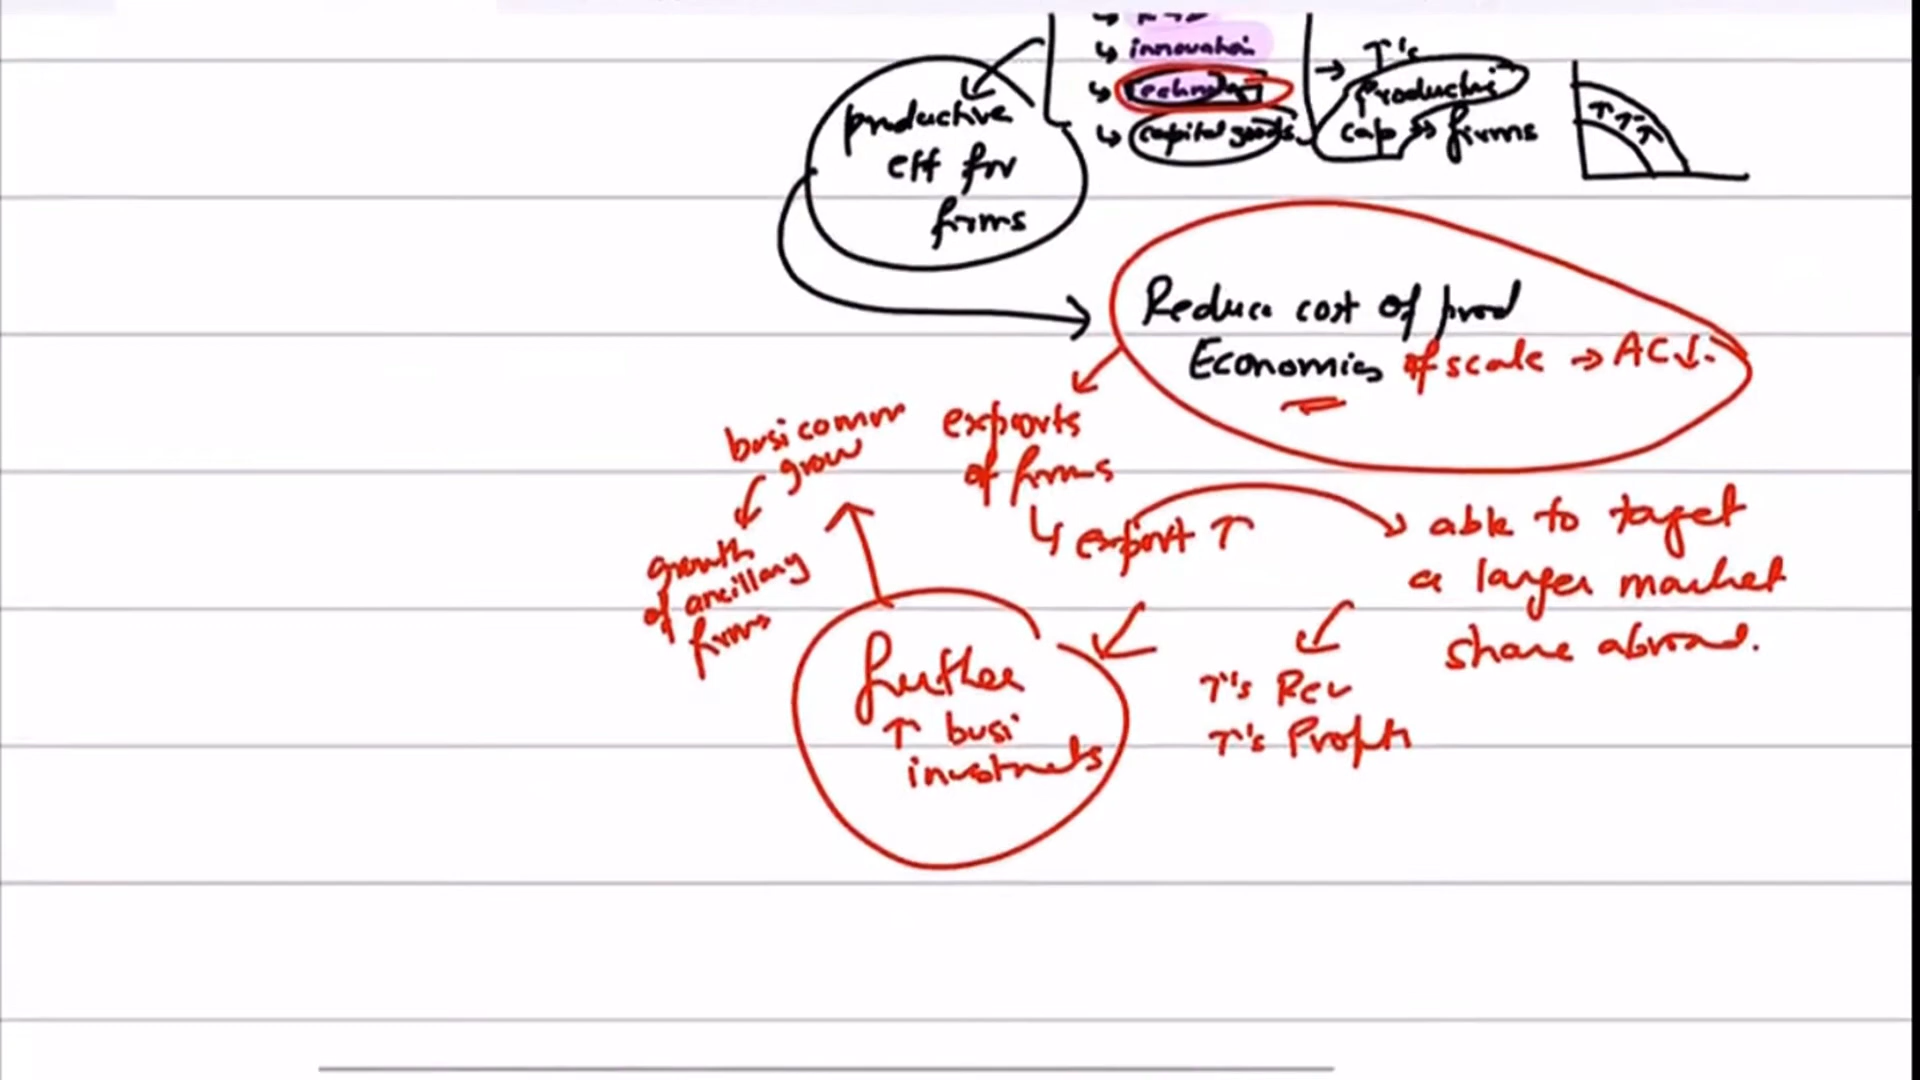 ↳ innovation
↳ technology
↳ capital goods
→ ↑'s
productive
cap → firms
↑ ↑ ↑
productive
eff for
firms
Reduce cost of prod
Economies of scale → AC↓
exports
of firms
↳ export ↑
→ able to target
a larger market
share abroad.
↑'s Rev
↑'s Profits
further
↑ busi
investments
busi comm
grow
growth
of ancillary
firms